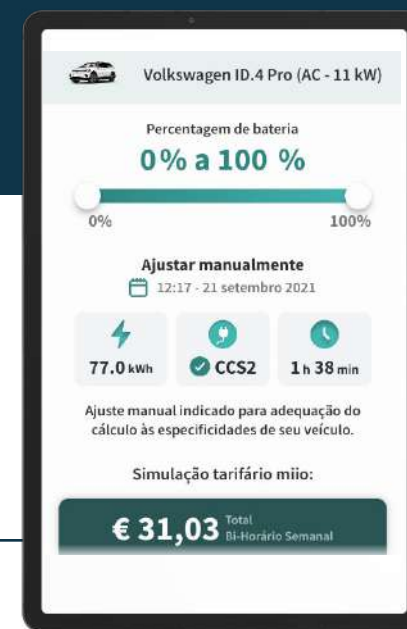 Volkswagen ID.4 Pro (AC - 11 kW)
Percentagem de bateria
0% a 100 %
0%
100%
Ajustar manualmente
12:17 - 21 setembro 2021
77.0 kWh
CCS2
1 h 38 min
Ajuste manual indicado para adequação do
cálculo às especificidades de seu veículo.
Simulação tarifário miio:
€ 31,03 Total
Bi-Horário Semanal